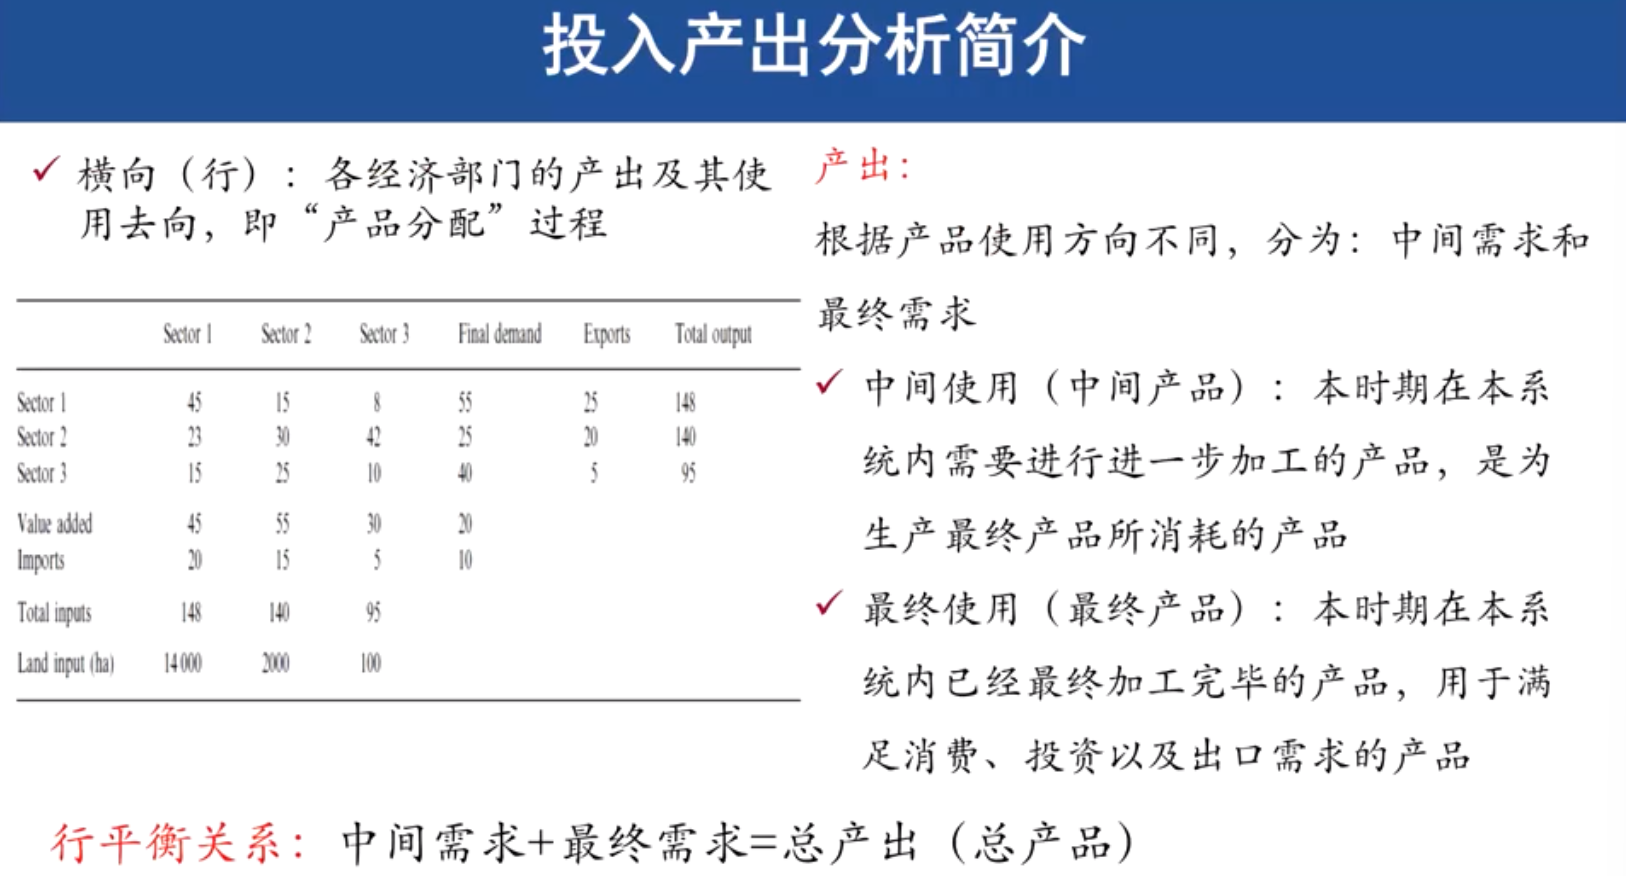 投入产出分析简介
✓ 横向（行）：各经济部门的产出及其使
用去向，即“产品分配”过程
Sector 1 Sector 2 Sector 3 Final demand Exports Total output
Sector 1 45 15 8 55 25 148
Sector 2 23 30 42 25 20 140
Sector 3 15 25 10 40 5 95
Value added 45 55 30 20
Imports 20 15 5 10
Total inputs 148 140 95
Land input (ha) 14 000 2000 100
产出：
根据产品使用方向不同，分为：中间需求和
最终需求
✓ 中间使用（中间产品）：本时期在本系
统内需要进行进一步加工的产品，是为
生产最终产品所消耗的产品
✓ 最终使用（最终产品）：本时期在本系
统内已经最终加工完毕的产品，用于满
足消费、投资以及出口需求的产品
行平衡关系：中间需求+最终需求=总产出（总产品）